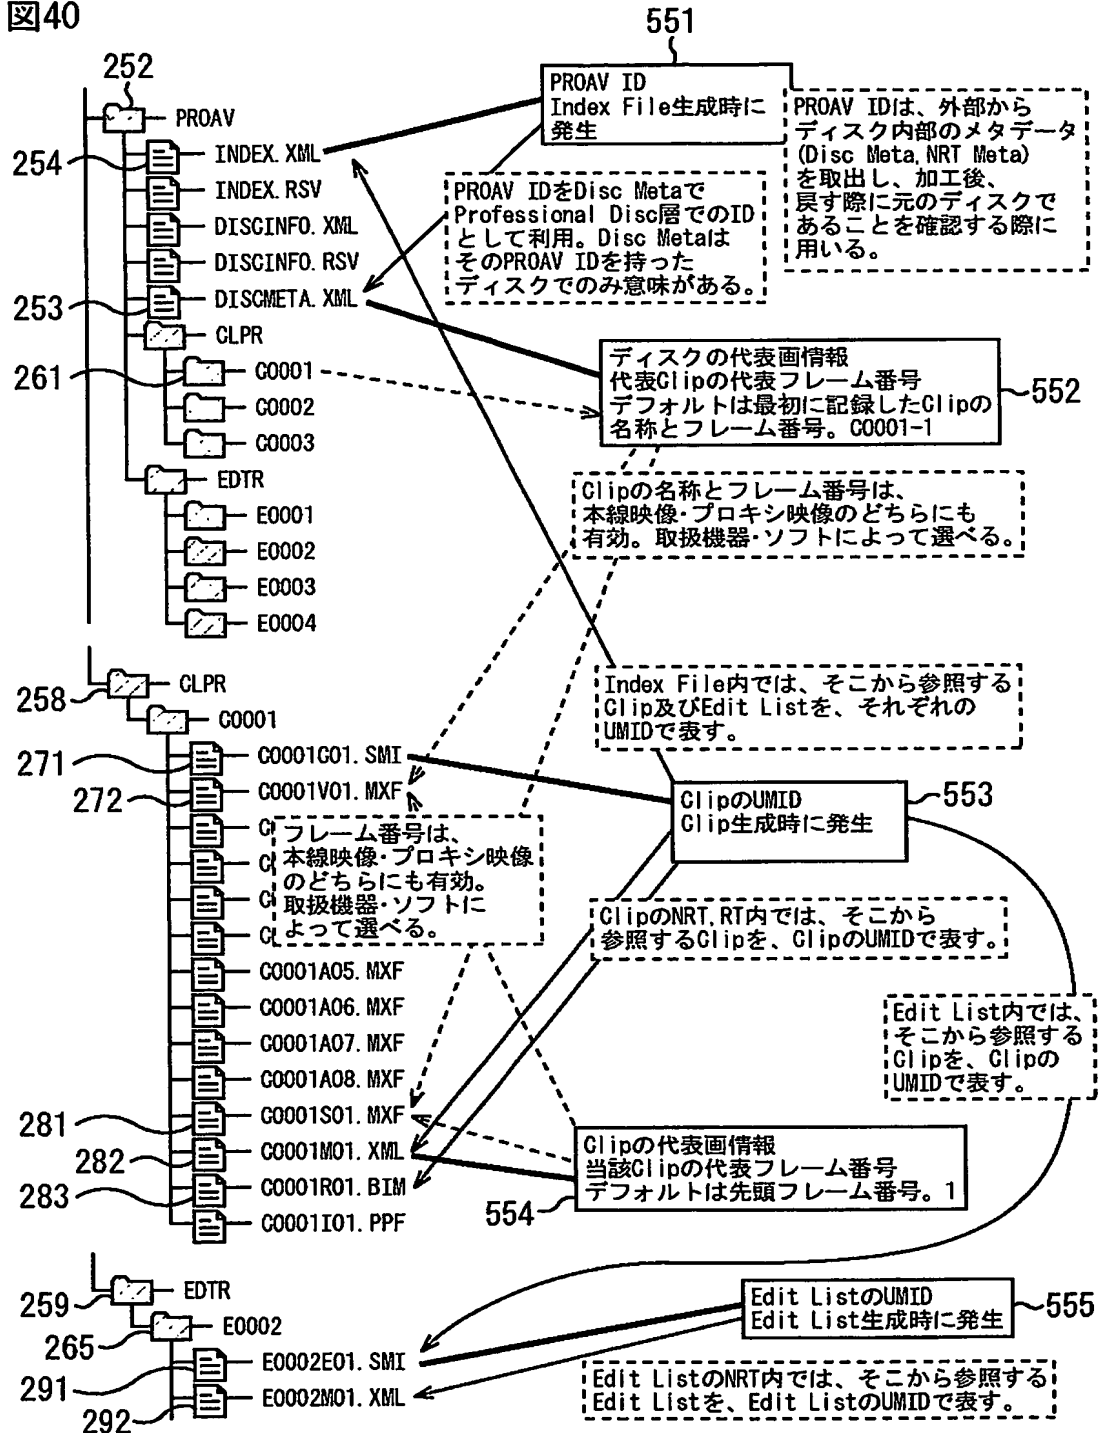 図40
551
252
PROAV
254
INDEX.XML
INDEX.RSV
DISCINFO.XML
DISCINFO.RSV
253
DISCMETA.XML
CLPR
261
C0001
C0002
C0003
EDTR
E0001
E0002
E0003
E0004
PROAV ID
Index File生成時に
発生
PROAV IDは、外部から
ディスク内部のメタデータ
(Disc Meta,NRT Meta)
を取出し、加工後、
戻す際に元のディスクで
あることを確認する際に
用いる。
PROAV IDをDisc Metaで
Professional Disc層でのID
として利用。Disc Metaは
そのPROAV IDを持った
ディスクでのみ意味がある。
ディスクの代表画情報
代表Clipの代表フレーム番号
デフォルトは最初に記録したClipの
名称とフレーム番号。C0001-1
552
Clipの名称とフレーム番号は、
本線映像・プロキシ映像のどちらにも
有効。取扱機器・ソフトによって選べる。
Index File内では、そこから参照する
Clip及びEdit Listを、それぞれの
UMIDで表す。
258
CLPR
C0001
271
C0001C01.SMI
272
C0001V01.MXF
C
C
C
C
C0001A05.MXF
C0001A06.MXF
C0001A07.MXF
C0001A08.MXF
281
C0001S01.MXF
282
C0001M01.XML
283
C0001R01.BIM
C0001I01.PPF
フレーム番号は、
本線映像・プロキシ映像
のどちらにも有効。
取扱機器・ソフトに
よって選べる。
ClipのUMID
Clip生成時に発生
553
ClipのNRT,RT内では、そこから
参照するClipを、ClipのUMIDで表す。
Edit List内では、
そこから参照する
Clipを、Clipの
UMIDで表す。
Clipの代表画情報
当該Clipの代表フレーム番号
デフォルトは先頭フレーム番号。1
554
259
EDTR
265
E0002
291
E0002E01.SMI
292
E0002M01.XML
Edit ListのUMID
Edit List生成時に発生
555
Edit ListのNRT内では、そこから参照する
Edit Listを、Edit ListのUMIDで表す。